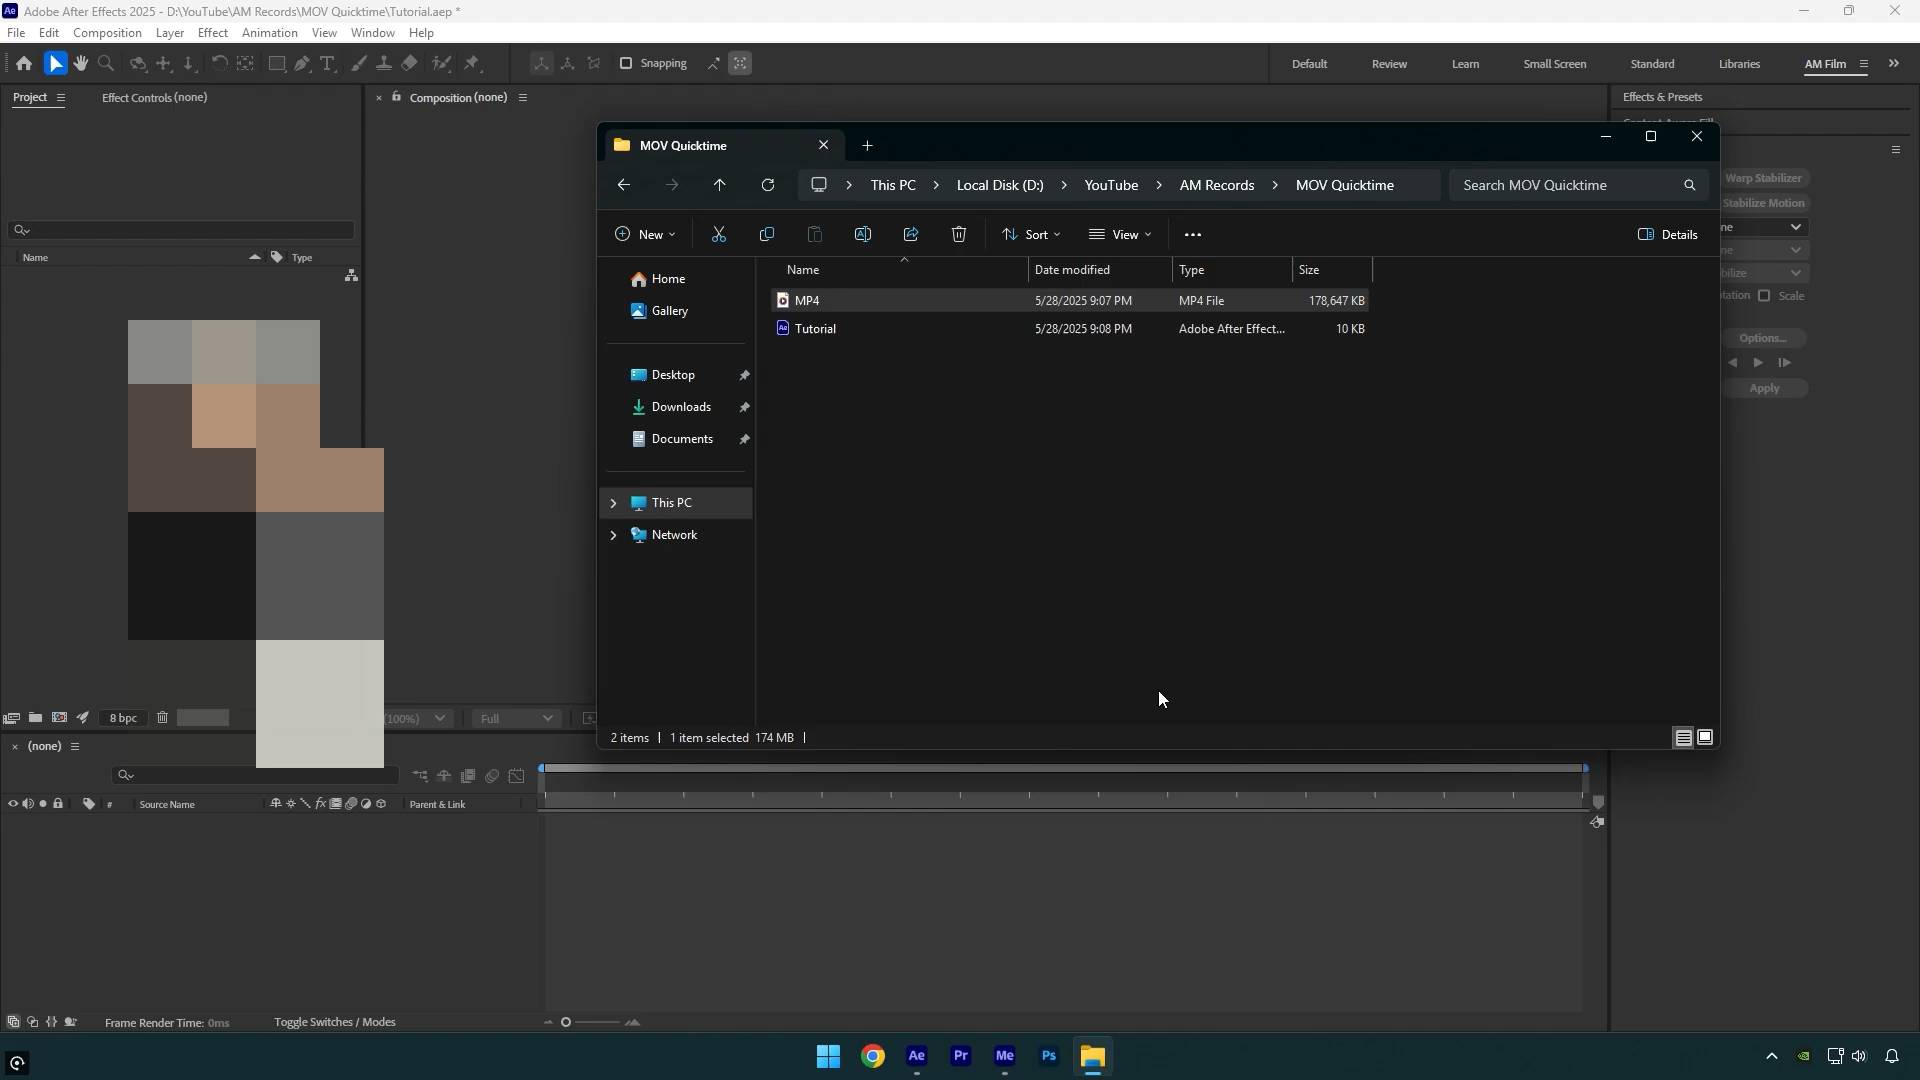 Adobe After Effects 2025 - D:\YouTube\AM Records\MOV Quicktime\Tutorial.aep *
File Edit Composition Layer Effect Animation View Window Help
Snapping
Default Review Learn Small Screen Standard Libraries AM Film
Project Effect Controls (none) Composition (none) Effects & Presets
MOV Quicktime
This PC > Local Disk (D:) > YouTube > AM Records > MOV Quicktime
Search MOV Quicktime
New Sort View Details
Warp Stabilizer
Stabilize Motion
Scale
Options...
Apply
Name Type
Name Date modified Type Size
MP4 5/28/2025 9:07 PM MP4 File 178,647 KB
Tutorial 5/28/2025 9:08 PM Adobe After Effect... 10 KB
Home
Gallery
Desktop
Downloads
Documents
This PC
Network
8 bpc
(100%) Full
2 items 1 item selected 174 MB
(none)
# Source Name fx Parent & Link
Frame Render Time: 0ms Toggle Switches / Modes
Ae Pr Me Ps